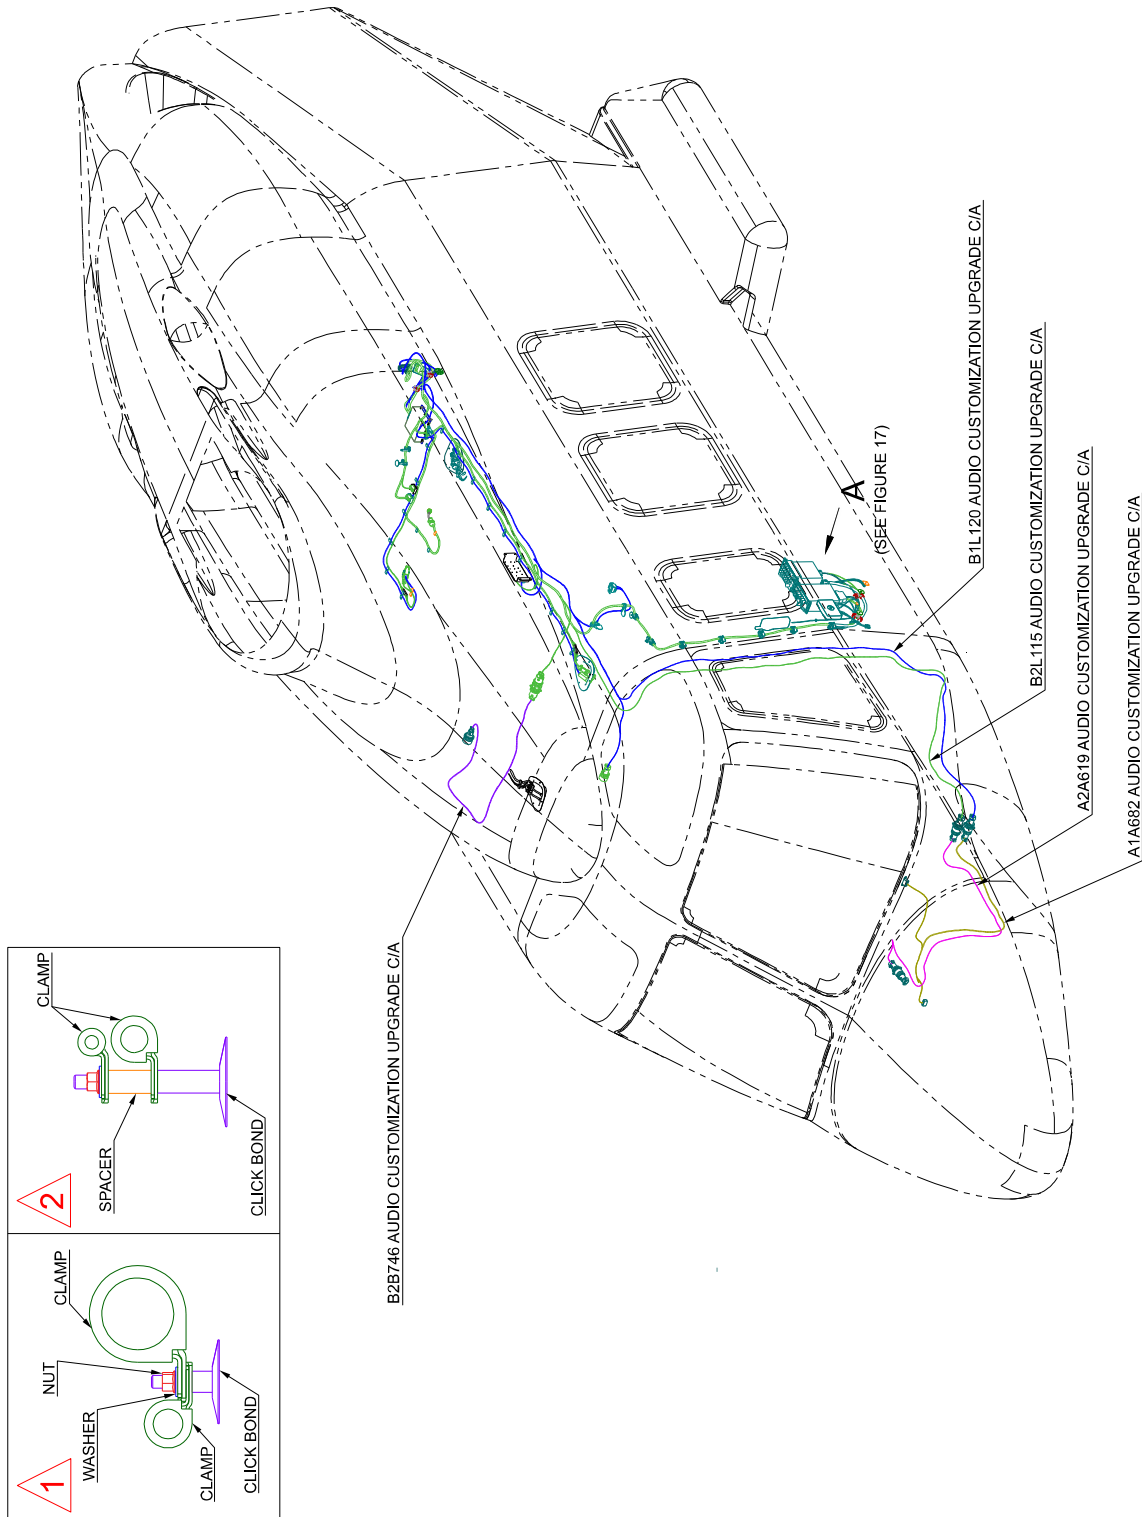 1
WASHER
NUT
CLAMP
CLAMP
CLICK BOND
2
CLAMP
SPACER
CLICK BOND
B2B746 AUDIO CUSTOMIZATION UPGRADE C/A
A
(SEE FIGURE 17)
B1L120 AUDIO CUSTOMIZATION UPGRADE C/A
B2L115 AUDIO CUSTOMIZATION UPGRADE C/A
A2A619 AUDIO CUSTOMIZATION UPGRADE C/A
A1A682 AUDIO CUSTOMIZATION UPGRADE C/A